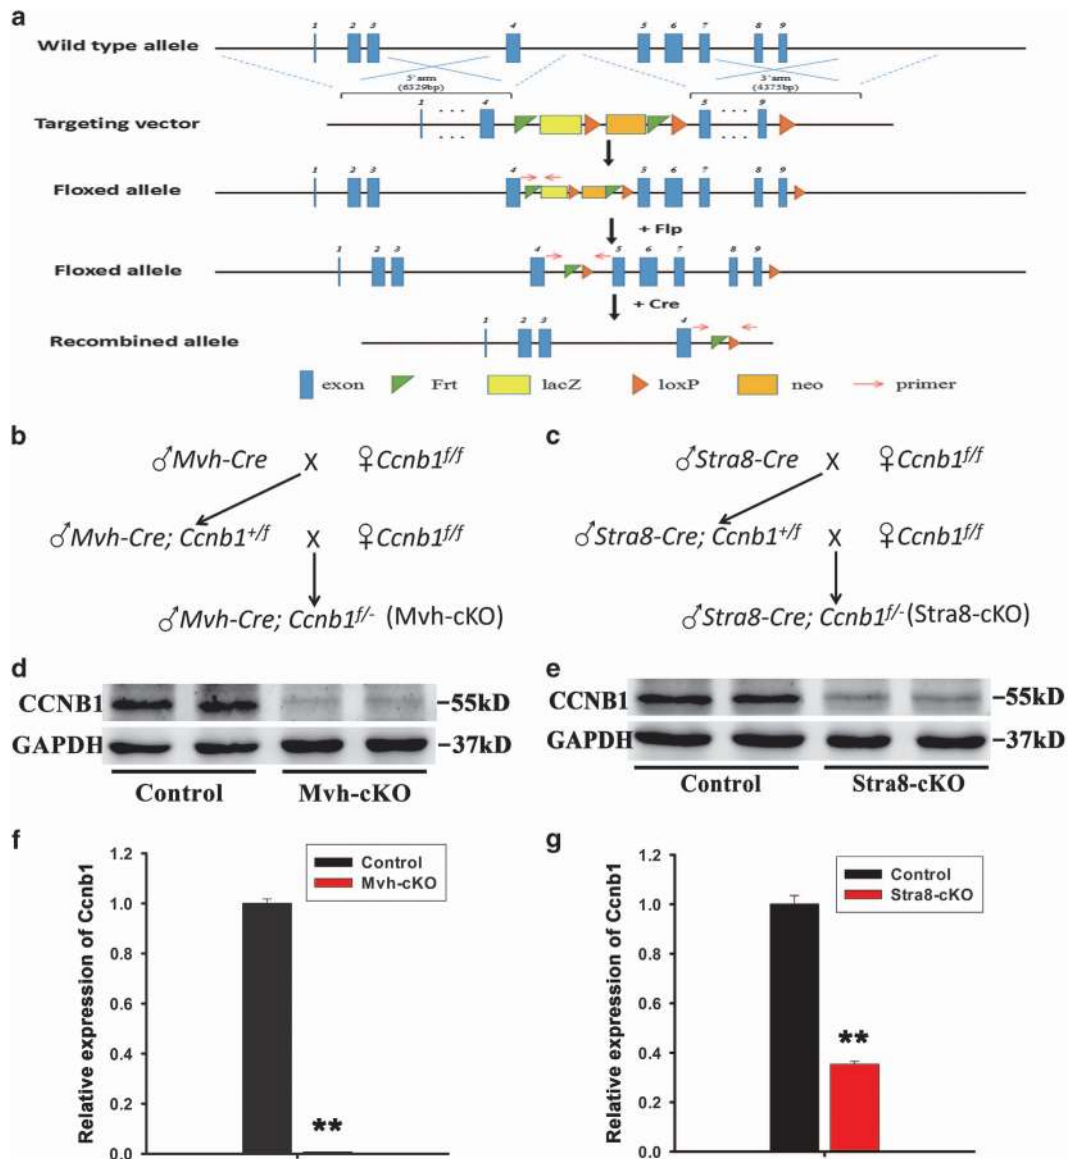 a
1 2 3 4 5 6 7 8 9
Wild type allele
5'arm 3'arm
(6329bp) (4375bp)
1 ... 4 5 ... 9
Targeting vector
1 2 3 4 5 6 7 8 9
Floxed allele
+ Flp
1 2 3 4 5 6 7 8 9
Floxed allele
+ Cre
1 2 3 4
Recombined allele
exon Frt lacZ loxP neo primer
b
♂Mvh-Cre X ♀Ccnb1f/f
♂Mvh-Cre; Ccnb1+/f X ♀Ccnb1f/f
♂Mvh-Cre; Ccnb1f/- (Mvh-cKO)
c
♂Stra8-Cre X ♀Ccnb1f/f
♂Stra8-Cre; Ccnb1+/f X ♀Ccnb1f/f
♂Stra8-Cre; Ccnb1f/- (Stra8-cKO)
d
CCNB1 -55kD
GAPDH -37kD
Control Mvh-cKO
e
CCNB1 -55kD
GAPDH -37kD
Control Stra8-cKO
f
Relative expression of Ccnb1
1.2
1.0
0.8
0.6
0.4
0.2
0.0
Control
Mvh-cKO
**
g
Relative expression of Ccnb1
1.2
1.0
0.8
0.6
0.4
0.2
0.0
Control
Stra8-cKO
**